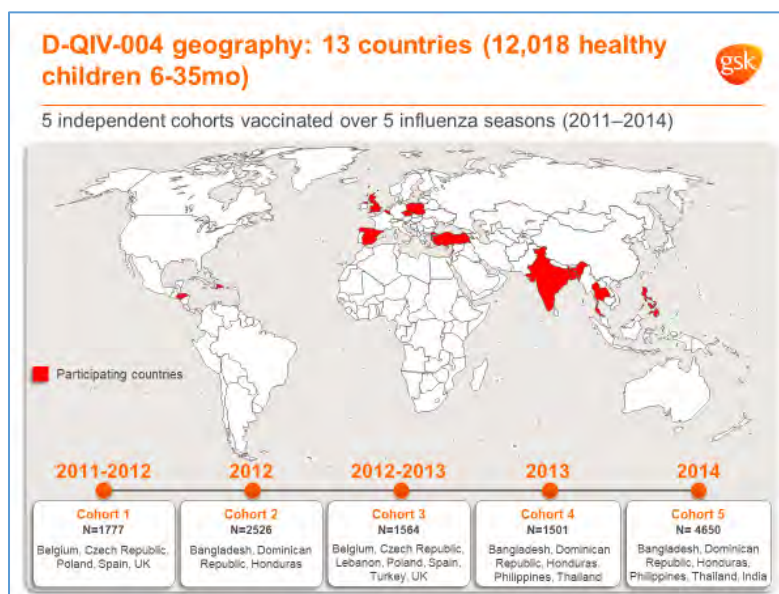 D-QIV-004 geography: 13 countries (12,018 healthy
children 6-35mo)
gsk
5 independent cohorts vaccinated over 5 influenza seasons (2011–2014)
Participating countries
2011-2012
Cohort 1
N=1777
Belgium, Czech Republic,
Poland, Spain, UK
2012
Cohort 2
N=2526
Bangladesh, Dominican
Republic, Honduras
2012-2013
Cohort 3
N=1564
Belgium, Czech Republic,
Lebanon, Poland, Spain,
Turkey, UK
2013
Cohort 4
N=1501
Bangladesh, Dominican
Republic, Honduras,
Philippines, Thailand
2014
Cohort 5
N= 4650
Bangladesh, Dominican
Republic, Honduras,
Philippines, Thailand, India